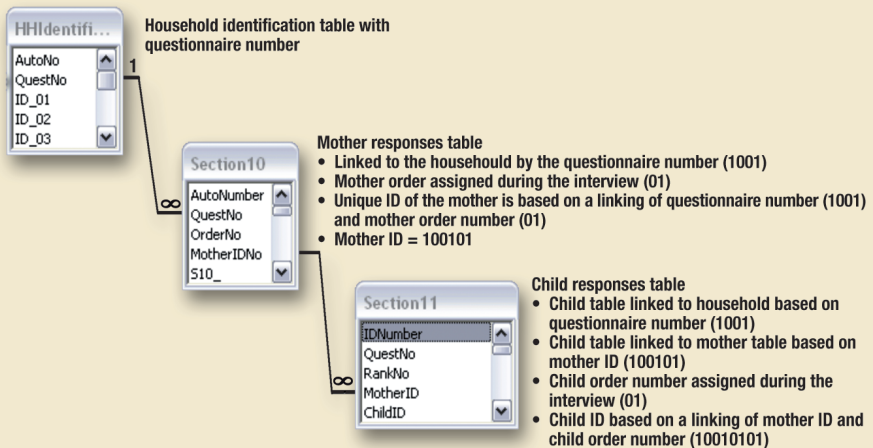 HHIdentifi...
AutoNo
QuestNo
ID_01
ID_02
ID_03
Household identification table with
questionnaire number
1
∞
Section10
AutoNumber
QuestNo
OrderNo
MotherIDNo
S10_
Mother responses table
• Linked to the househould by the questionnaire number (1001)
• Mother order assigned during the interview (01)
• Unique ID of the mother is based on a linking of questionnaire number (1001)
and mother order number (01)
• Mother ID = 100101
∞
Section11
IDNumber
QuestNo
RankNo
MotherID
ChildID
Child responses table
• Child table linked to household based on
questionnaire number (1001)
• Child table linked to mother table based on
mother ID (100101)
• Child order number assigned during the
interview (01)
• Child ID based on a linking of mother ID and
child order number (10010101)